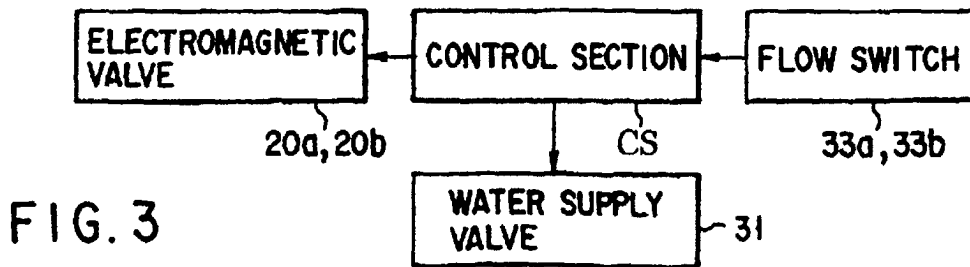 ELECTROMAGNETIC
VALVE
CONTROL SECTION
FLOW SWITCH
20a, 20b
CS
33a, 33b
WATER SUPPLY
VALVE
31
FIG. 3